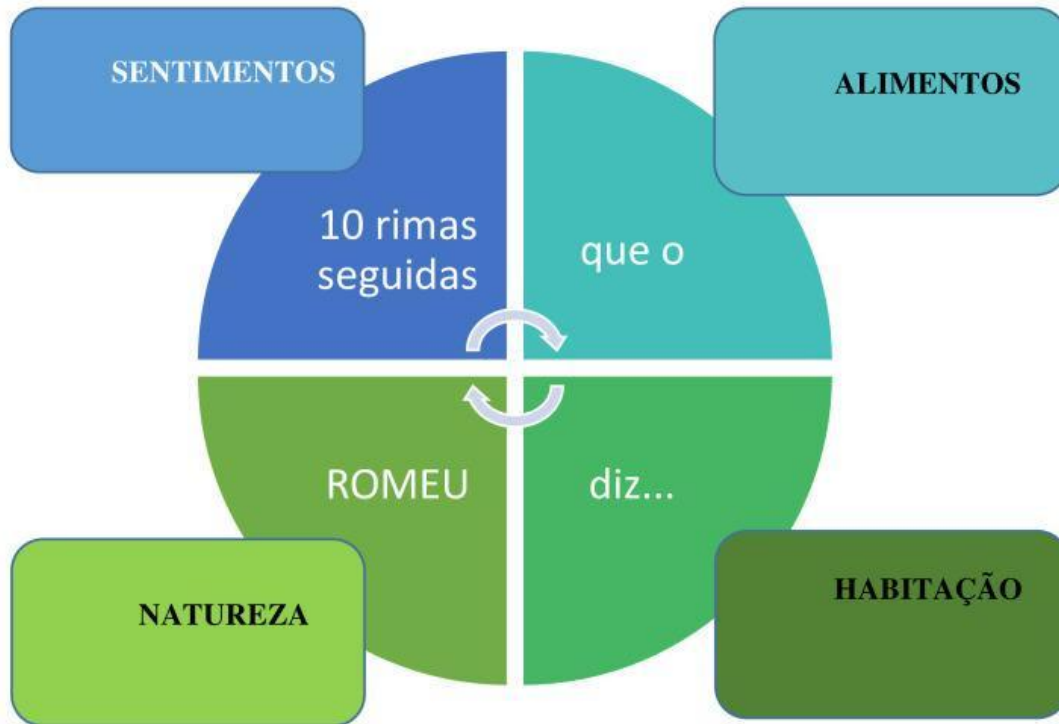 SENTIMENTOS
ALIMENTOS
10 rimas
seguidas
que o
ROMEU
diz...
NATUREZA
HABITAÇÃO